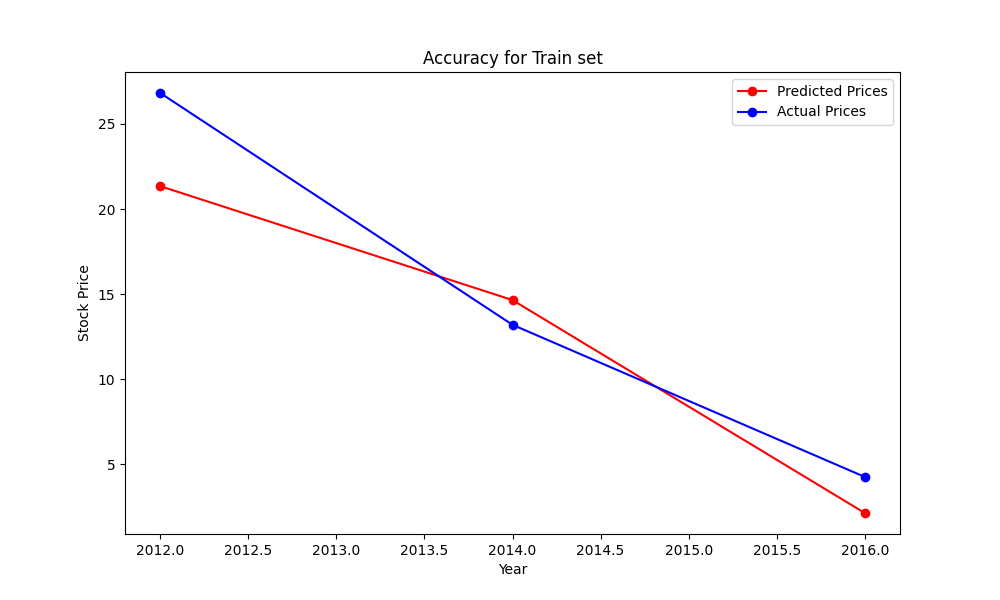 Accuracy for Train set
Predicted Prices
Actual Prices
Stock Price
25
20
15
10
5
2012.0 2012.5 2013.0 2013.5 2014.0 2014.5 2015.0 2015.5 2016.0
Year